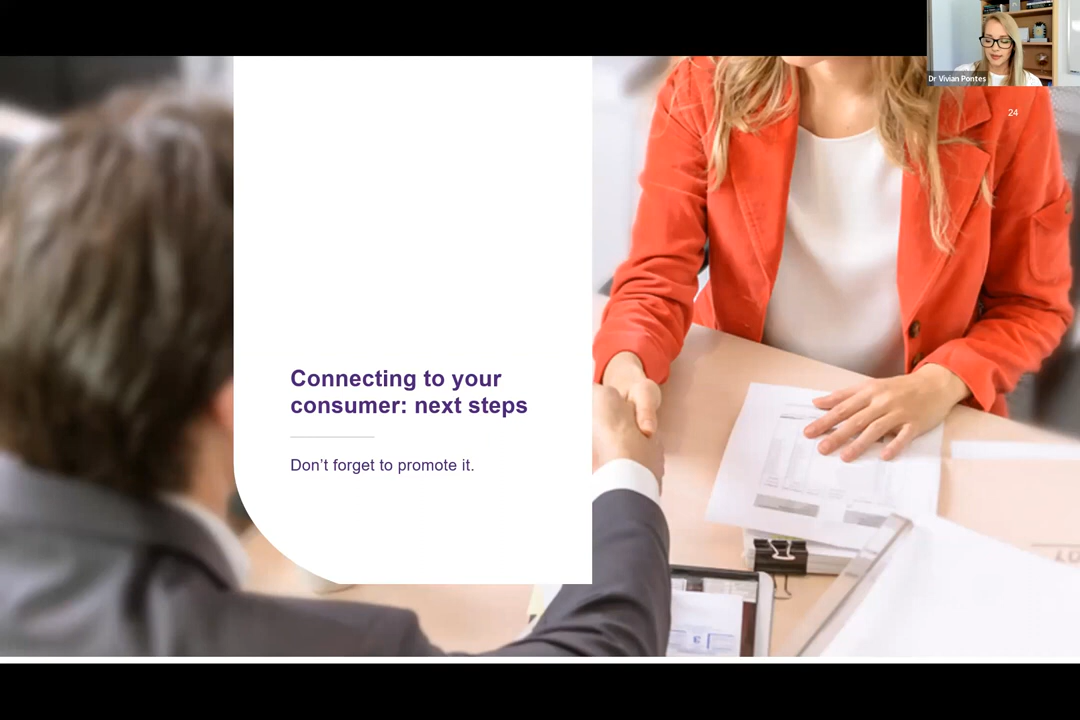 Dr Vivian Pontes
24
Connecting to your
consumer: next steps
Don't forget to promote it.